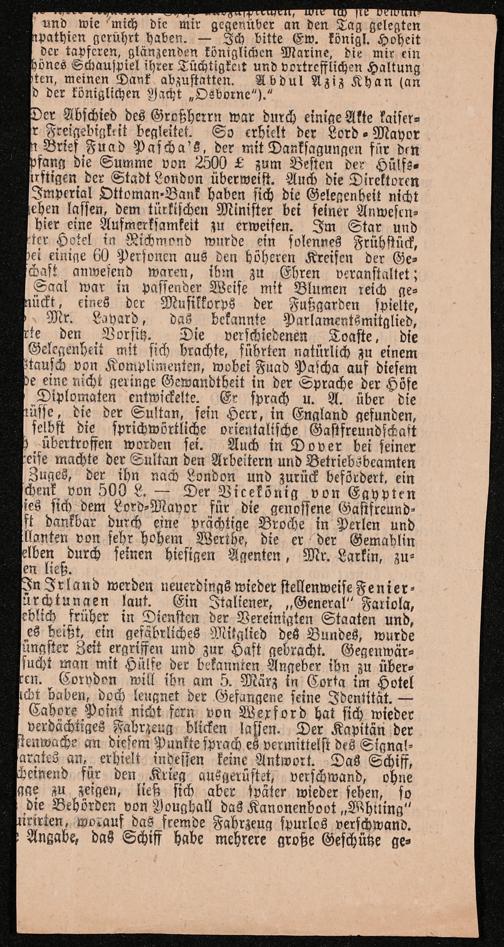 und wie mich die mir gegenüber an den Tag gelegten
npathien gerührt haben. — Ich bitte Ew. königl. Hoheit
der tapferen, glänzenden königlichen Marine, die mir ein
hönes Schauspiel ihrer Tüchtigkeit und vortrefflichen Haltung
oten, meinen Dank abzustatten. Abdul Aziz Khan (an
d der königlichen Yacht „Osborne“).“
Der Abschied des Großherrn war durch einige Akte kaiser-
r Freigebigkeit begleitet. So erhielt der Lord-Mayor
n Brief Fuad Pascha's, der mit Danksagungen für den
pfang die Summe von 2500 £ zum Besten der Hülfs-
ürftigen der Stadt London überweist. Auch die Direktoren
Imperial Ottoman-Bank haben sich die Gelegenheit nicht
gehen lassen, dem türkischen Minister bei seiner Anwesen-
hier eine Aufmerksamkeit zu erweisen. Im Star und
rter Hotel in Richmond wurde ein solennes Frühstück,
bei einige 60 Personen aus den höheren Kreisen der Ge-
schaft anwesend waren, ihm zu Ehren veranstaltet;
Saal war in passender Weise mit Blumen reich ge-
mückt, eines der Musikkorps der Fußgarden spielte,
Mr. Layard, das bekannte Parlamentsmitglied,
rte den Vorsitz. Die verschiedenen Toaste, die
Gelegenheit mit sich brachte, führten natürlich zu einem
stausch von Komplimenten, wobei Fuad Pascha auf diesem
de eine nicht geringe Gewandtheit in der Sprache der Höfe
Diplomaten entwickelte. Er sprach u. A. über die
nüsse, die der Sultan, sein Herr, in England gefunden,
selbst die sprichwörtliche orientalische Gastfreundschaft
h übertroffen worden sei. Auch in Dover bei seiner
reise machte der Sultan den Arbeitern und Betriebsbeamten
Zuges, der ihn nach London und zurück befördert, ein
chenk von 500 L. — Der Vicekönig von Egypten
ies sich dem Lord-Mayor für die genossene Gastfreund-
ft dankbar durch eine prächtige Broche in Perlen und
llanten von sehr hohem Werthe, die er der Gemahlin
elben durch seinen hiesigen Agenten, Mr. Larkin, zu-
en ließ.
In Irland werden neuerdings wieder stellenweise Fenier-
ürchtungen laut. Ein Italiener, „General“ Fariola,
eblich früher in Diensten der Vereinigten Staaten und,
es heißt, ein gefährliches Mitglied des Bundes, wurde
üngster Zeit ergriffen und zur Haft gebracht. Gegenwär-
sucht man mit Hülfe der bekannten Angeber ihn zu über-
ren. Corydon will ihn am 5. März in Corta im Hotel
cht haben, doch leugnet der Gefangene seine Identität. —
Cahore Point nicht fern von Wexford hat sich wieder
verdächtiges Fahrzeug blicken lassen. Der Kapitän der
stenwache an diesem Punkte sprach es vermittelst des Signal-
arates an, erhielt indessen keine Antwort. Das Schiff,
cheinend für den Krieg ausgerüstet, verschwand, ohne
gge zu zeigen, ließ sich aber später wieder sehen, so
die Behörden von Youghall das Kanonenboot „Whiting“
uirirten, worauf das fremde Fahrzeug spurlos verschwand.
e Angabe, das Schiff habe mehrere große Geschütze ge-